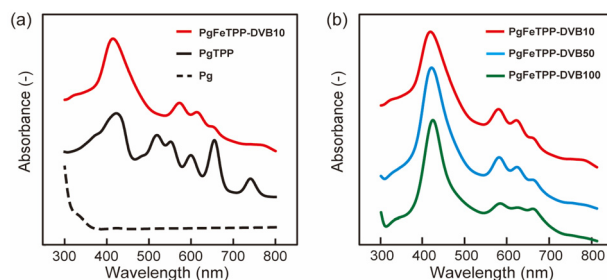 (a)
PgFeTPP-DVB10
PgTPP
Pg
Absorbance (-)
300 400 500 600 700 800
Wavelength (nm)
(b)
PgFeTPP-DVB10
PgFeTPP-DVB50
PgFeTPP-DVB100
Absorbance (-)
300 400 500 600 700 800
Wavelength (nm)